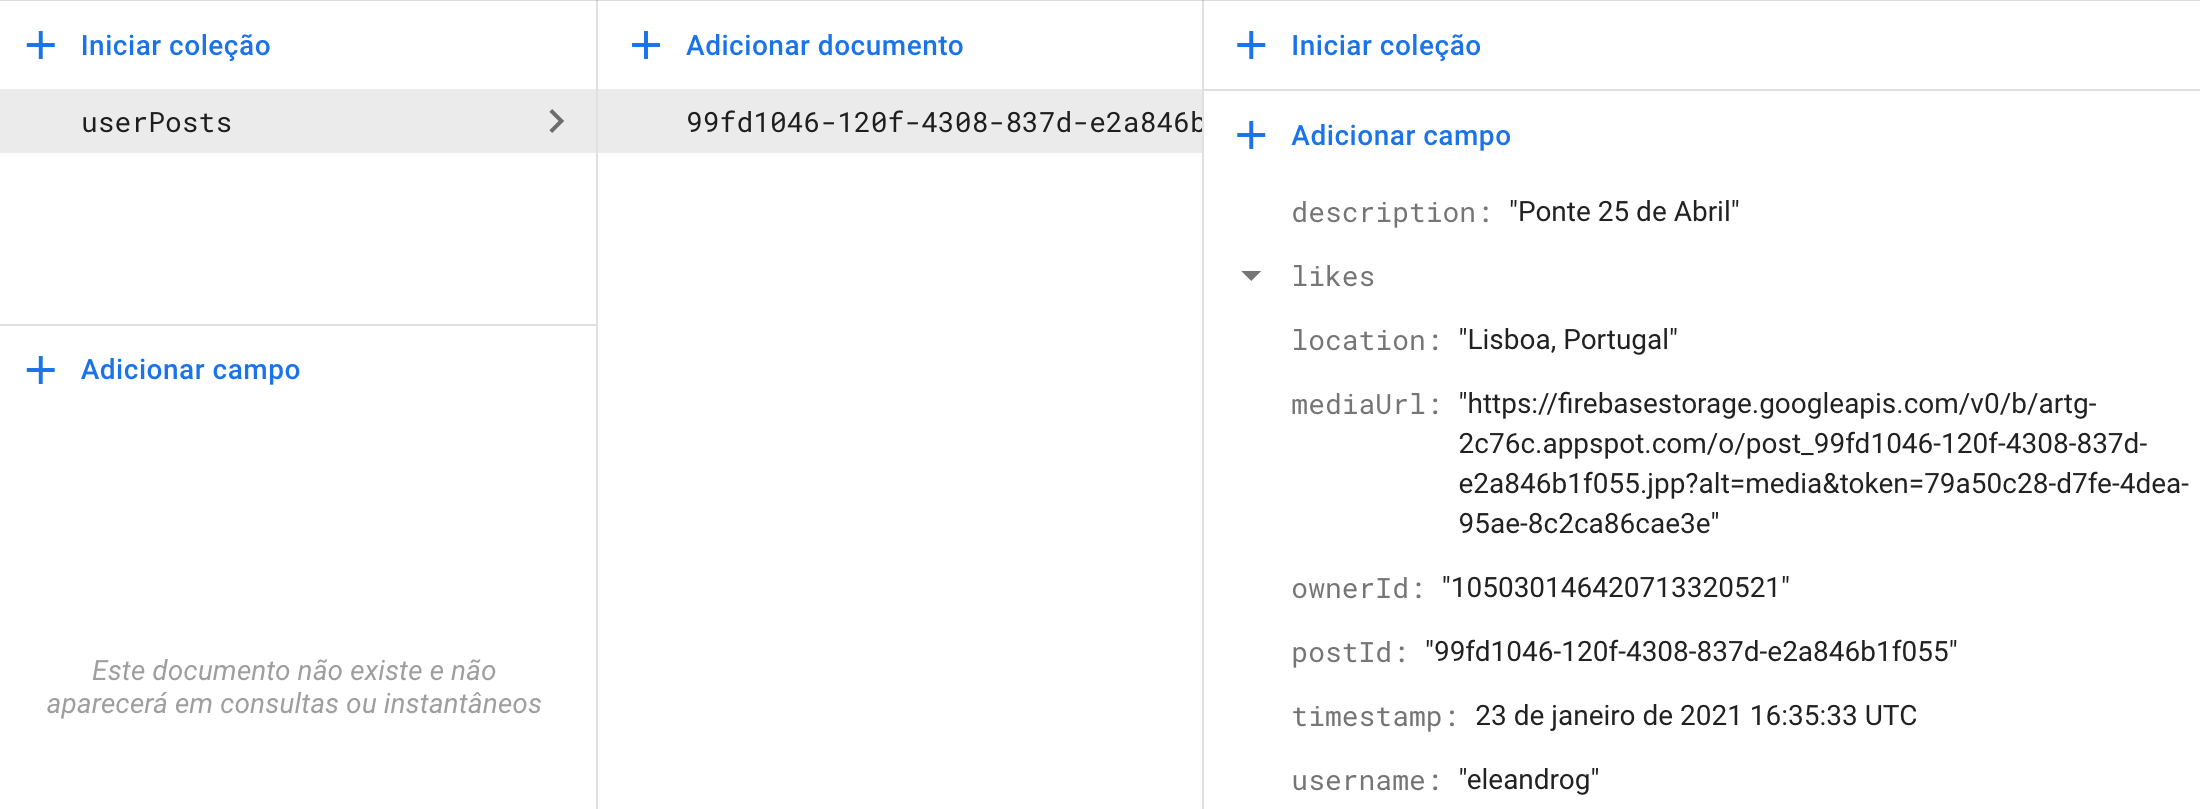 Iniciar coleção
userPosts
Adicionar campo
Este documento não existe e não
aparecerá em consultas ou instantâneos
Adicionar documento
99fd1046-120f-4308-837d-e2a846b
Iniciar coleção
Adicionar campo
description: "Ponte 25 de Abril"
likes
location: "Lisboa, Portugal"
mediaUrl: "https://firebasestorage.googleapis.com/v0/b/artg-
2c76c.appspot.com/o/post_99fd1046-120f-4308-837d-
e2a846b1f055.jpp?alt=media&token=79a50c28-d7fe-4dea-
95ae-8c2ca86cae3e"
ownerId: "105030146420713320521"
postId: "99fd1046-120f-4308-837d-e2a846b1f055"
timestamp: 23 de janeiro de 2021 16:35:33 UTC
username: "eleandrog"